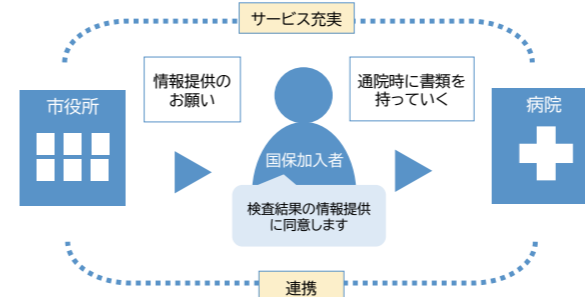 サービス充実
情報提供の
お願い
通院時に書類を
持っていく
市役所
病院
国保加入者
検査結果の情報提供
に同意します
連携